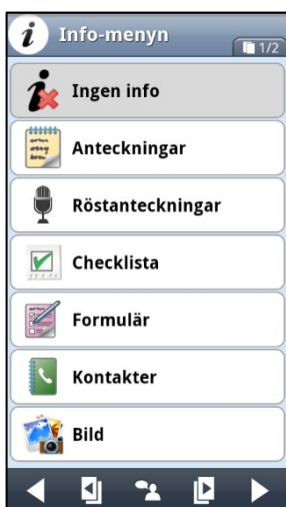 Info-menyn
1/2
Ingen info
Anteckningar
Röstanteckningar
Checklista
Formulär
Kontakter
Bild